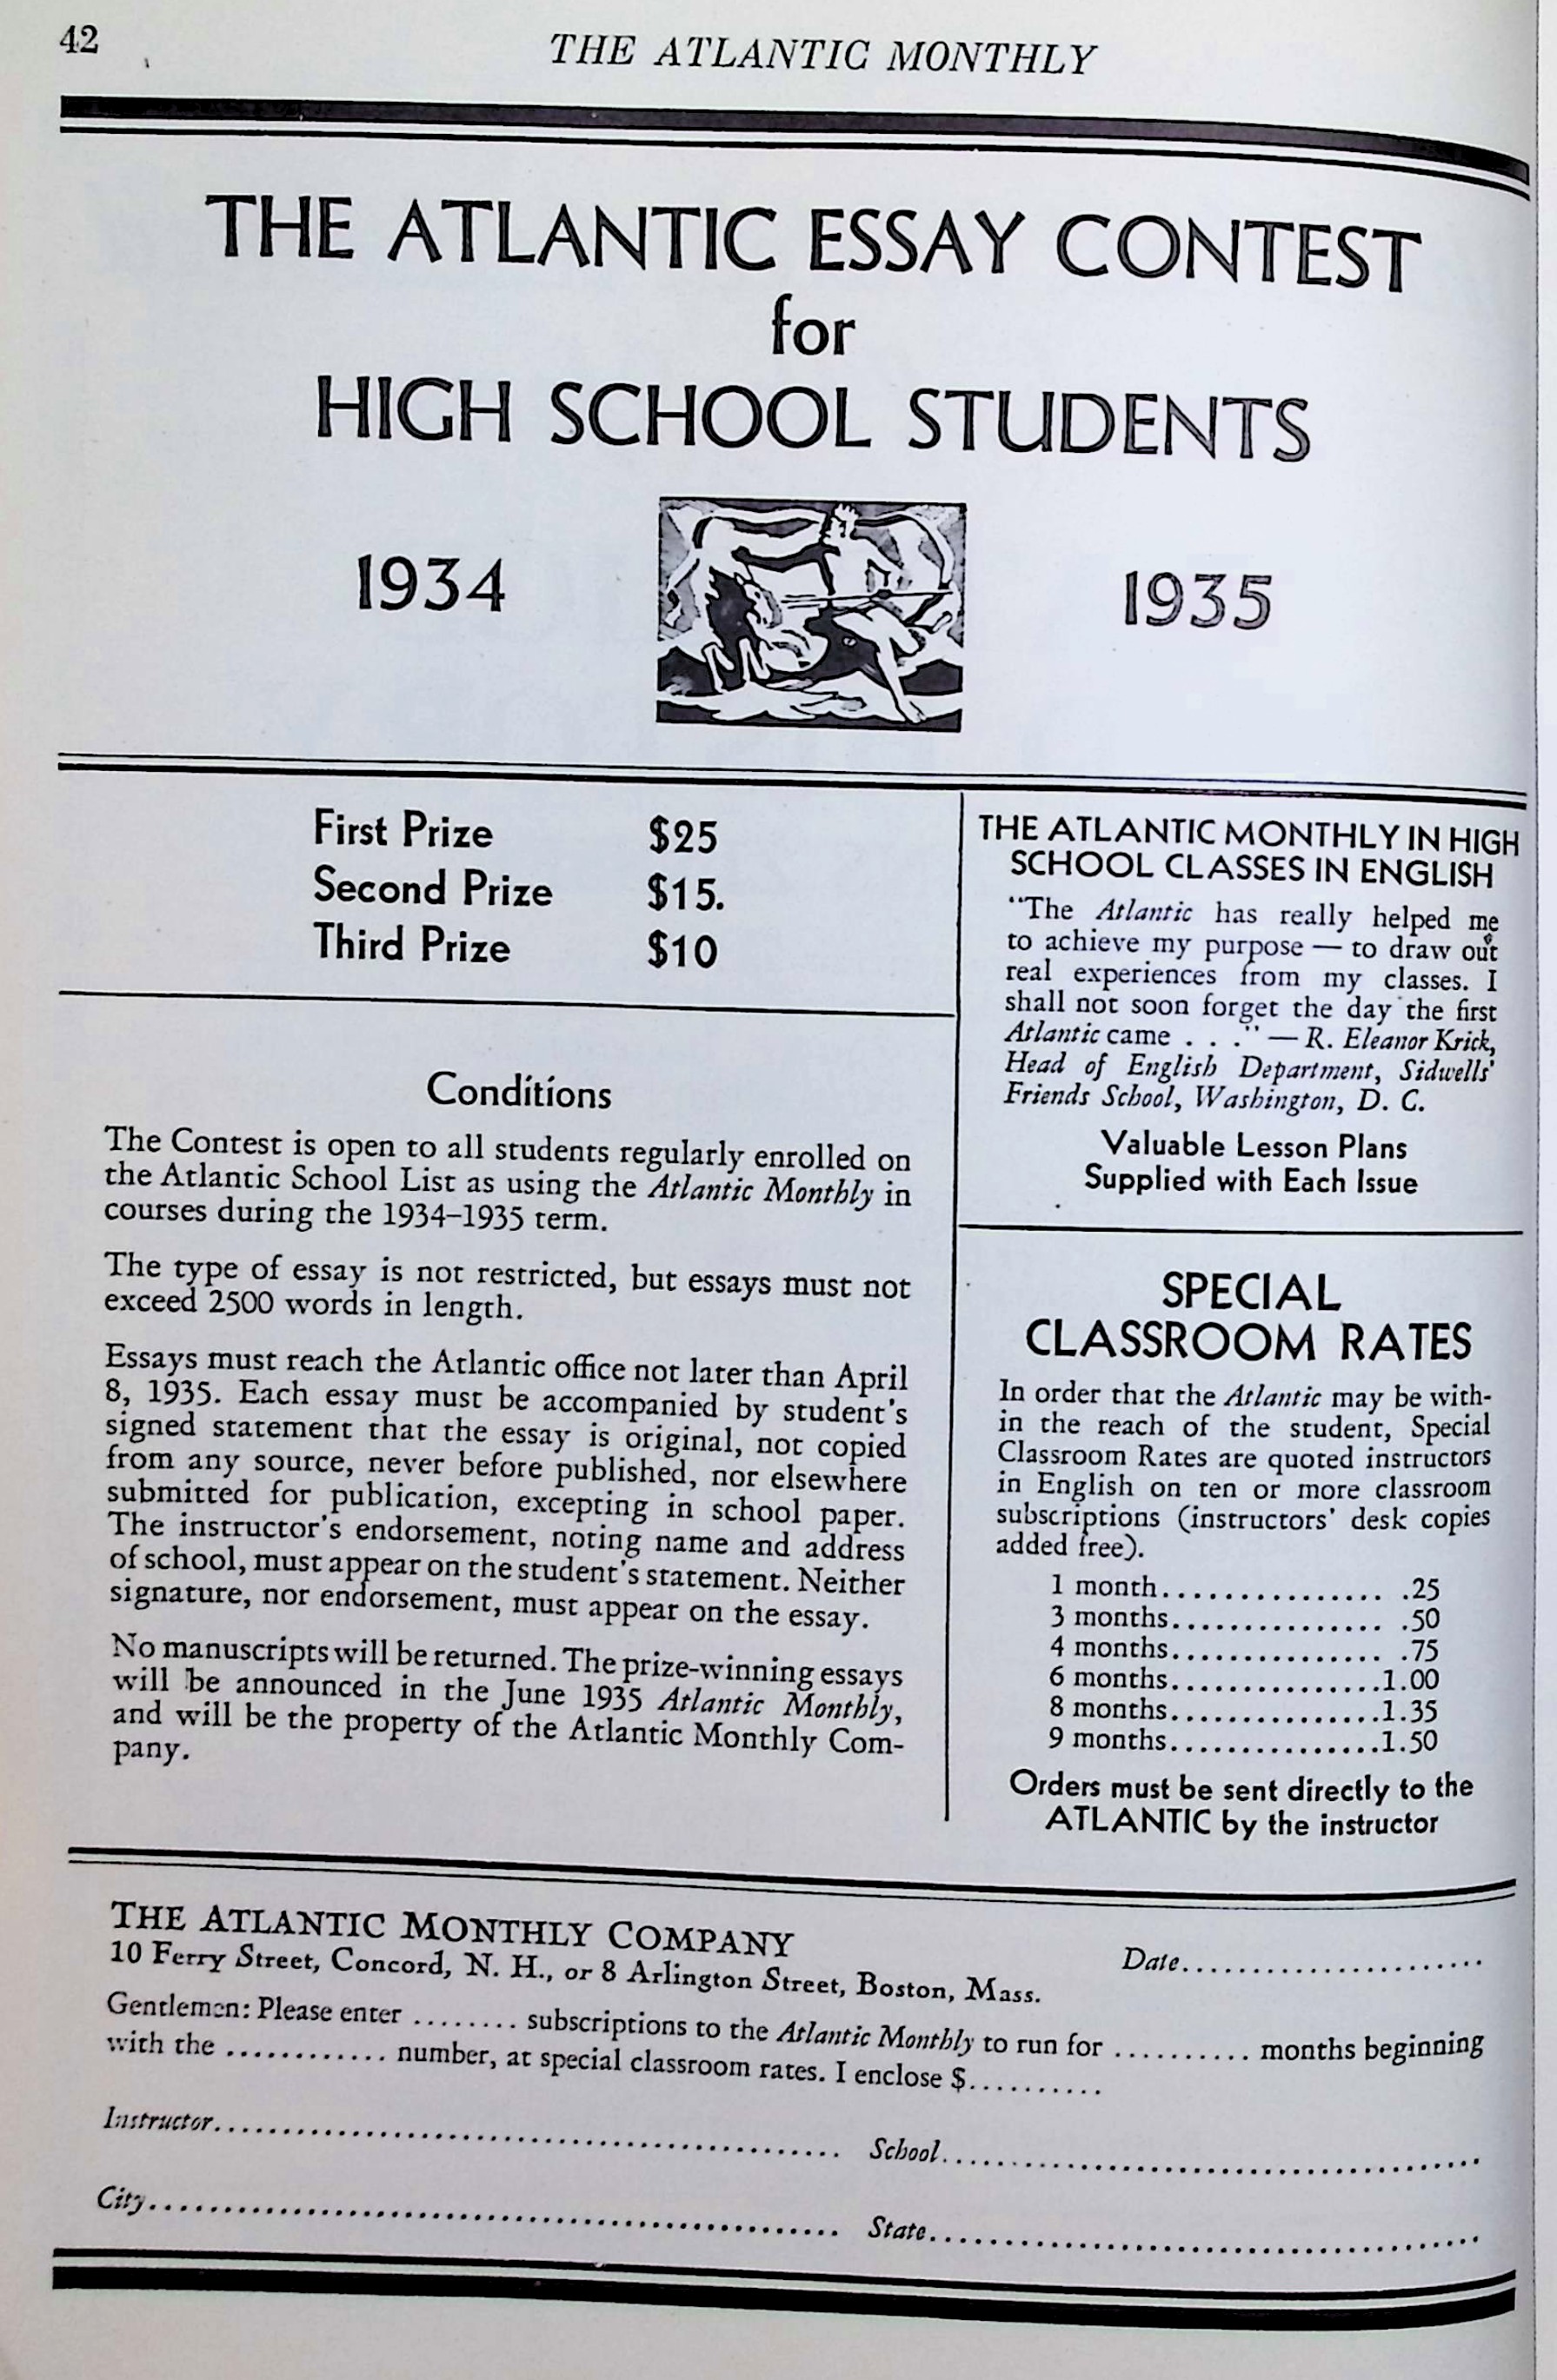 42
THE ATLANTIC MONTHLY
THE ATLANTIC ESSAY CONTEST
for
HIGH SCHOOL STUDENTS
1934
1935
First Prize $25
Second Prize $15.
Third Prize $10
Conditions
The Contest is open to all students regularly enrolled on
the Atlantic School List as using the Atlantic Monthly in
courses during the 1934–1935 term.
The type of essay is not restricted, but essays must not
exceed 2500 words in length.
Essays must reach the Atlantic office not later than April
8, 1935. Each essay must be accompanied by student's
signed statement that the essay is original, not copied
from any source, never before published, nor elsewhere
submitted for publication, excepting in school paper.
The instructor's endorsement, noting name and address
of school, must appear on the student's statement. Neither
signature, nor endorsement, must appear on the essay.
No manuscripts will be returned. The prize-winning essays
will be announced in the June 1935 Atlantic Monthly,
and will be the property of the Atlantic Monthly Com-
pany.
THE ATLANTIC MONTHLY IN HIGH
SCHOOL CLASSES IN ENGLISH
"The Atlantic has really helped me
to achieve my purpose — to draw out
real experiences from my classes. I
shall not soon forget the day the first
Atlantic came . . ." — R. Eleanor Krick,
Head of English Department, Sidwells'
Friends School, Washington, D. C.
Valuable Lesson Plans
Supplied with Each Issue
SPECIAL
CLASSROOM RATES
In order that the Atlantic may be with-
in the reach of the student, Special
Classroom Rates are quoted instructors
in English on ten or more classroom
subscriptions (instructors' desk copies
added free).
1 month................ .25
3 months............... .50
4 months............... .75
6 months...............1.00
8 months...............1.35
9 months...............1.50
Orders must be sent directly to the
ATLANTIC by the instructor
THE ATLANTIC MONTHLY COMPANY
10 Ferry Street, Concord, N. H., or 8 Arlington Street, Boston, Mass.
Date......................
Gentlemen: Please enter ........ subscriptions to the Atlantic Monthly to run for .......... months beginning
with the ............ number, at special classroom rates. I enclose $..........
Instructor............................................... School........................................
City.................................................... State.........................................